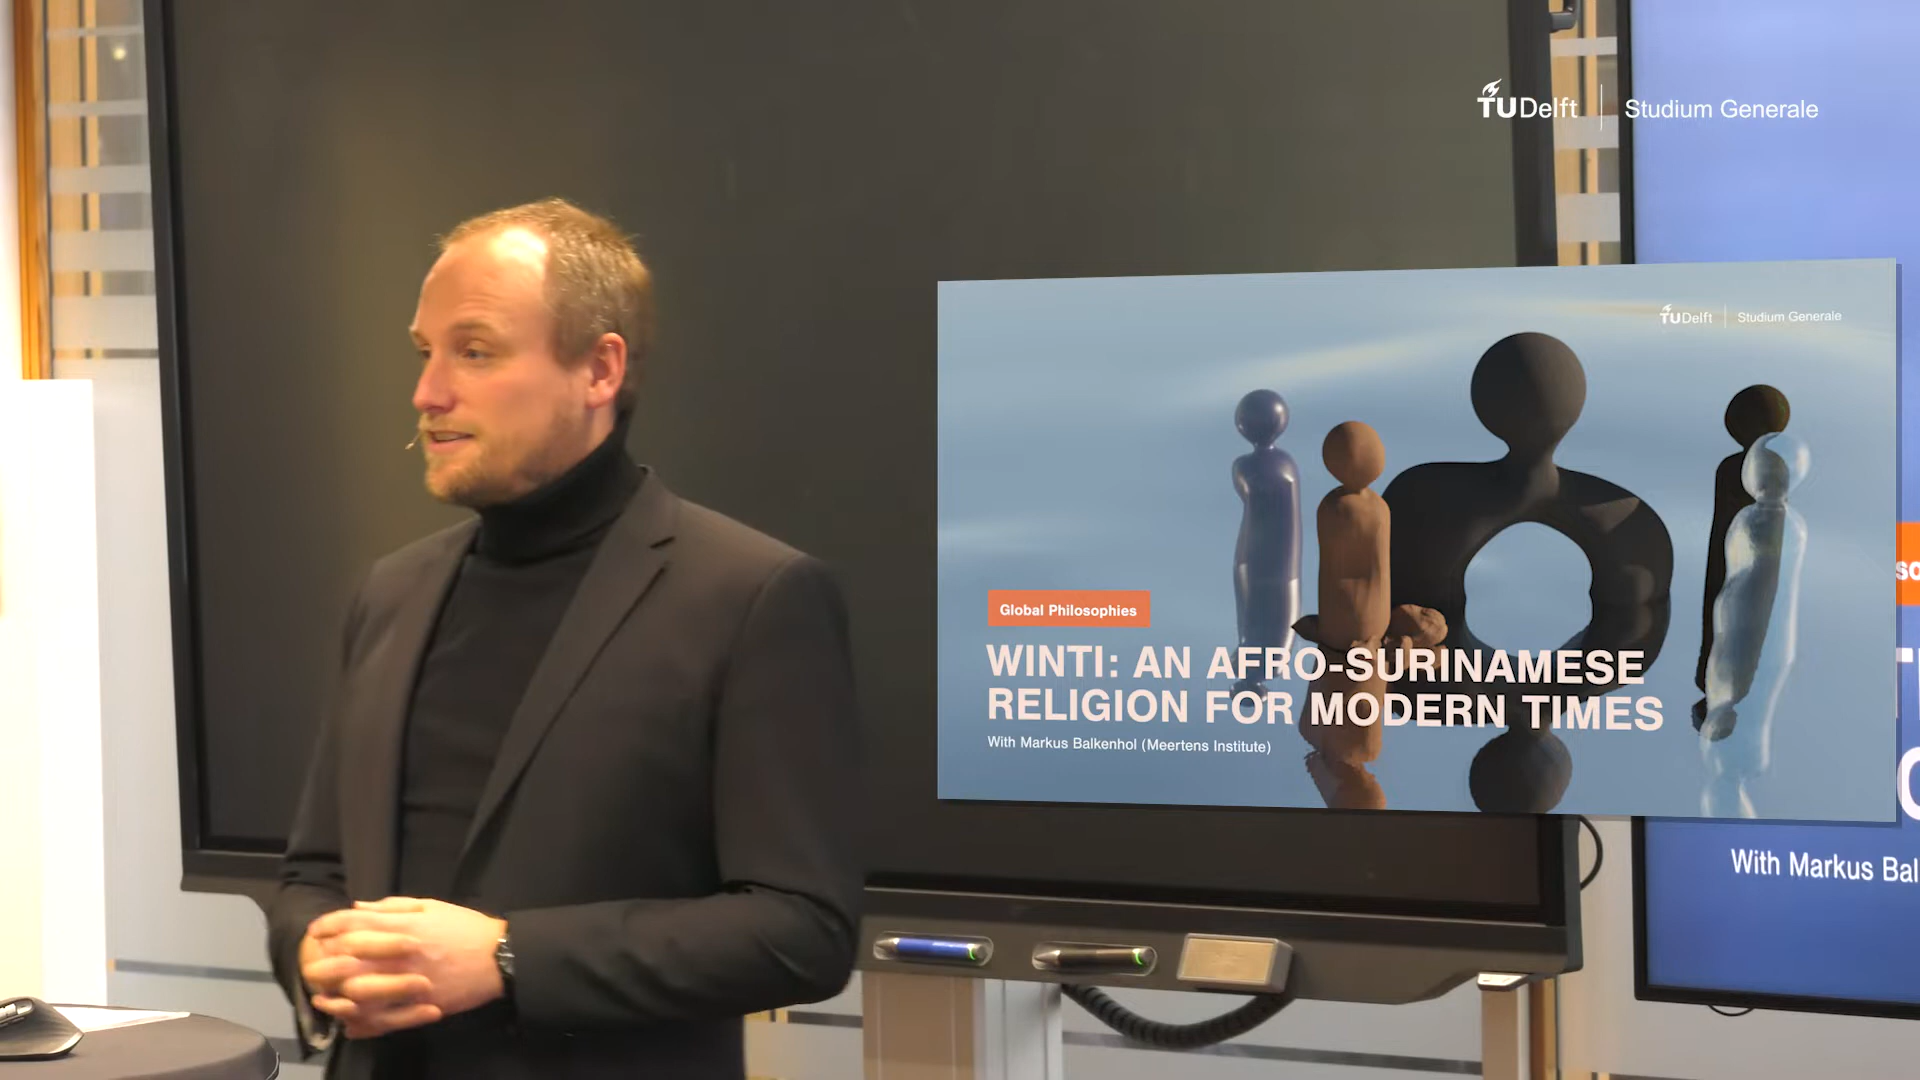 TUDelft | Studium Generale
TUDelft | Studium Generale
Global Philosophies
WINTI: AN AFRO-SURINAMESE
RELIGION FOR MODERN TIMES
With Markus Balkenhol (Meertens Institute)
With Markus Bal